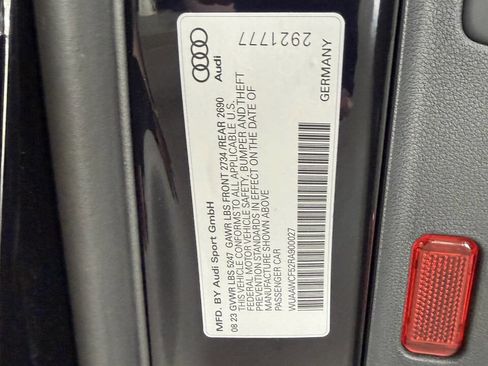 MFD. BY Audi Sport GmbH
08 23 GVWR LBS 5247 GAWR LBS FRONT 2734 /REAR 2690
THIS VEHICLE CONFORMS TO ALL APPLICABLE U.S.
FEDERAL MOTOR VEHICLE SAFETY, BUMPER AND THEFT
PREVENTION STANDARDS IN EFFECT ON THE DATE OF
MANUFACTURE SHOWN ABOVE
PASSENGER CAR
WUAAWCF52RA900027
Audi
2921777
GERMANY